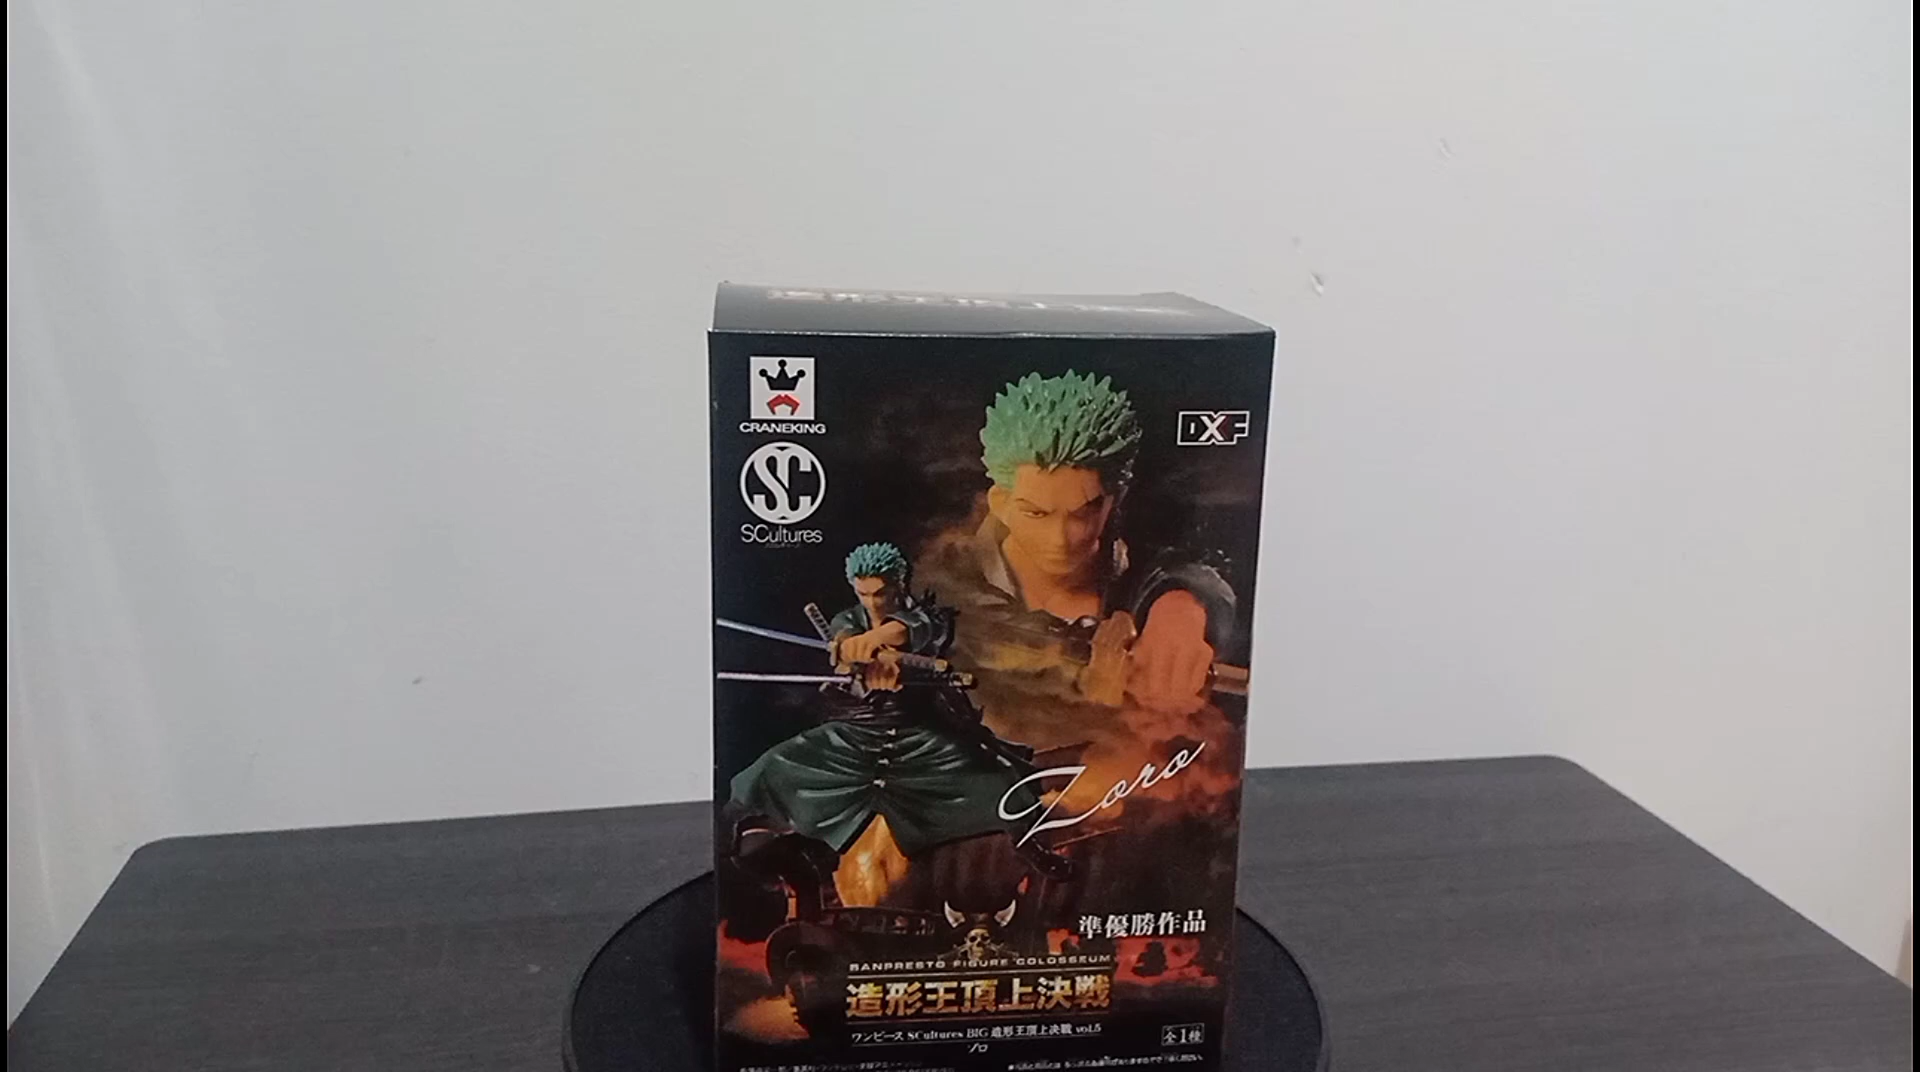 CRANEKING
DXF
SC
SCultures
Zoro
準優勝作品
BANPRESTO FIGURE COLOSSEUM
造形王頂上決戦
ワンピース SCultures BIG 造形王頂上決戦 vol.5
ゾロ
全1種